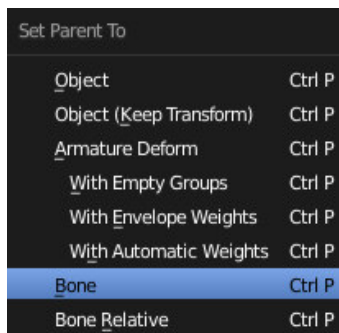 Set Parent To
Object Ctrl P
Object (Keep Transform) Ctrl P
Armature Deform Ctrl P
With Empty Groups Ctrl P
With Envelope Weights Ctrl P
With Automatic Weights Ctrl P
Bone Ctrl P
Bone Relative Ctrl P